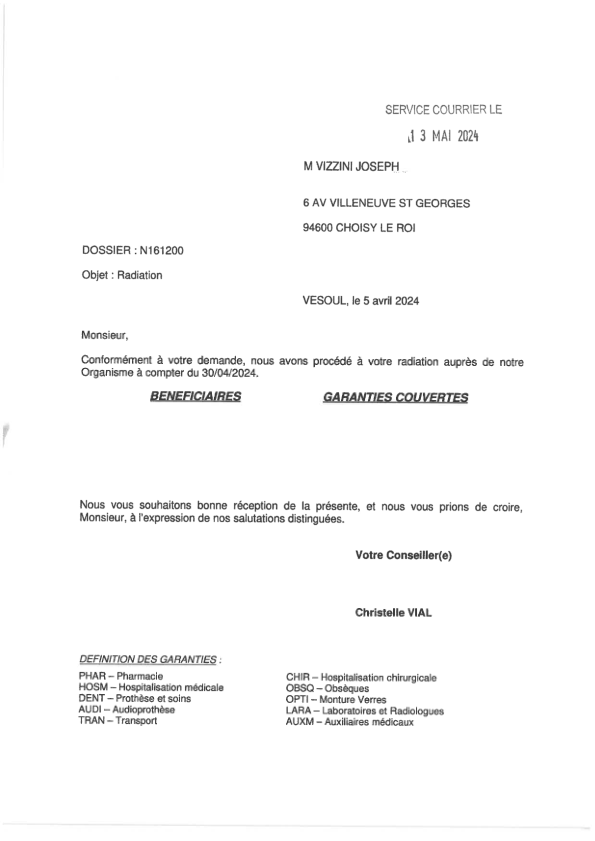 SERVICE COURRIER LE
13 MAI 2024
M VIZZINI JOSEPH
6 AV VILLENEUVE ST GEORGES
94600 CHOISY LE ROI
DOSSIER : N161200
Objet : Radiation
VESOUL, le 5 avril 2024
Monsieur,
Conformément à votre demande, nous avons procédé à votre radiation auprès de notre
Organisme à compter du 30/04/2024.
BENEFICIAIRES GARANTIES COUVERTES
Nous vous souhaitons bonne réception de la présente, et nous vous prions de croire,
Monsieur, à l'expression de nos salutations distinguées.
Votre Conseiller(e)
Christelle VIAL
DEFINITION DES GARANTIES :
PHAR – Pharmacie
HOSM – Hospitalisation médicale
DENT – Prothèse et soins
AUDI – Audioprothèse
TRAN – Transport
CHIR – Hospitalisation chirurgicale
OBSQ – Obsèques
OPTI – Monture Verres
LARA – Laboratoires et Radiologues
AUXM – Auxiliaires médicaux